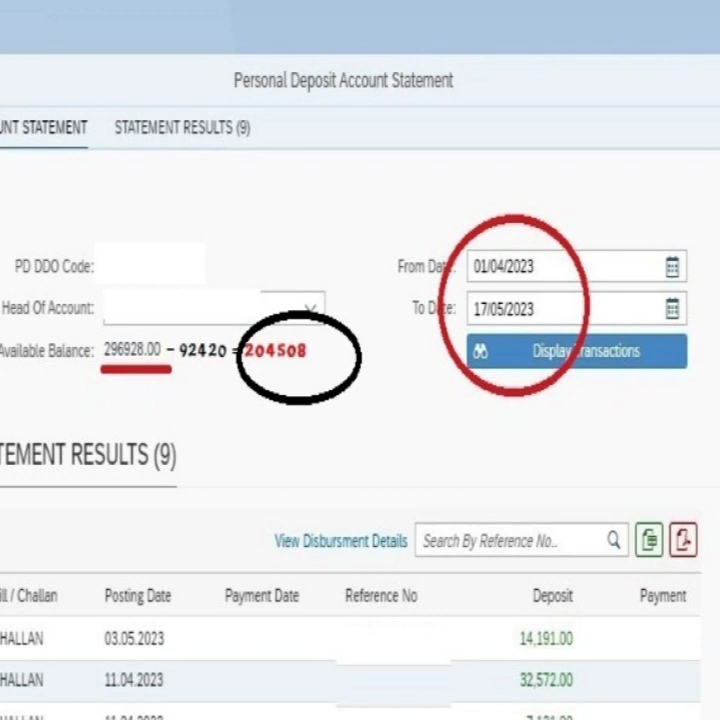 Personal Deposit Account Statement
UNT STATEMENT STATEMENT RESULTS (9)
PD DDO Code:
From Date: 01/04/2023
Head Of Account:
To Date: 17/05/2023
Available Balance: 296928.00 – 92420 = 204508
Display Transactions
TEMENT RESULTS (9)
View Disbursment Details Search By Reference No..
ill / Challan Posting Date Payment Date Reference No Deposit Payment
HALLAN 03.05.2023 14,191.00
HALLAN 11.04.2023 32,572.00